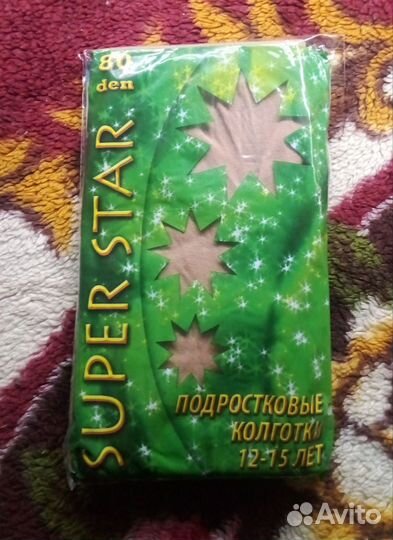 80
den
SUPER STAR
ПОДРОСТКОВЫЕ
КОЛГОТКИ
12-15 ЛЕТ
Avito